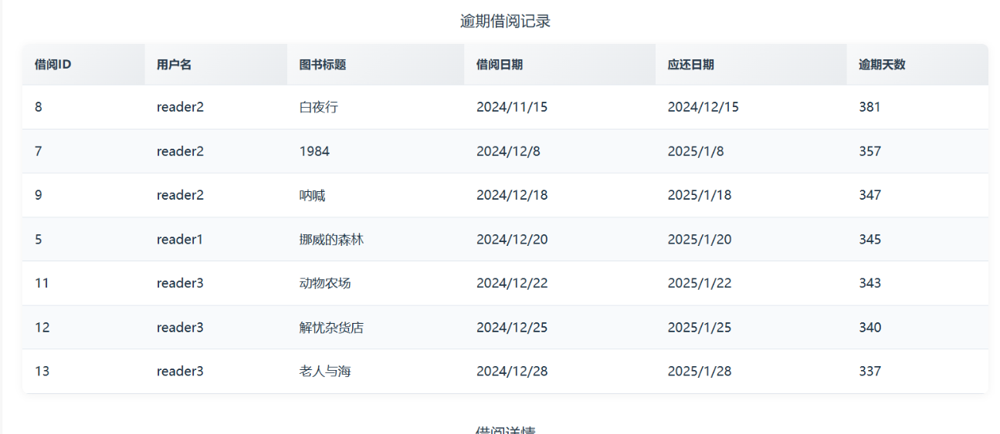 逾期借阅记录
借阅ID 用户名 图书标题 借阅日期 应还日期 逾期天数
8 reader2 白夜行 2024/11/15 2024/12/15 381
7 reader2 1984 2024/12/8 2025/1/8 357
9 reader2 呐喊 2024/12/18 2025/1/18 347
5 reader1 挪威的森林 2024/12/20 2025/1/20 345
11 reader3 动物农场 2024/12/22 2025/1/22 343
12 reader3 解忧杂货店 2024/12/25 2025/1/25 340
13 reader3 老人与海 2024/12/28 2025/1/28 337
借阅详情